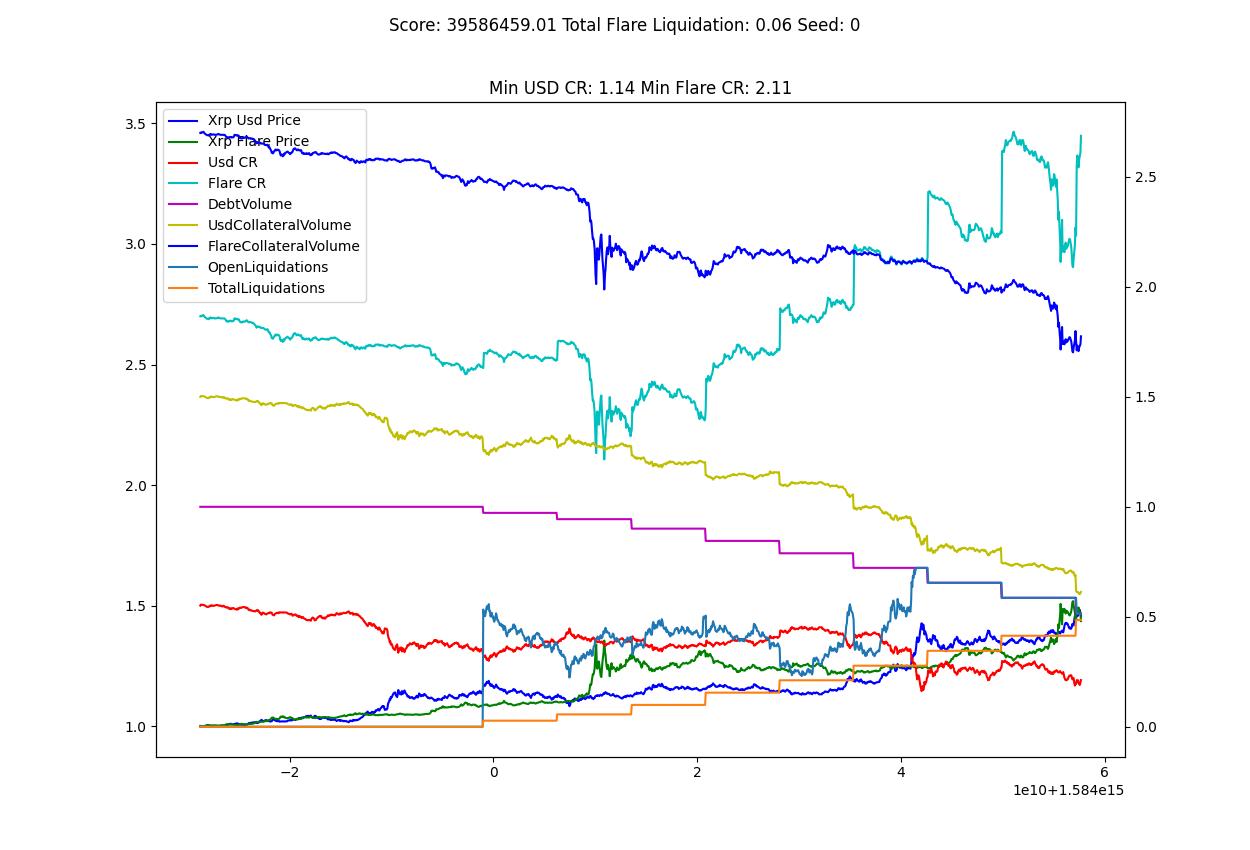 Score: 39586459.01 Total Flare Liquidation: 0.06 Seed: 0
Min USD CR: 1.14 Min Flare CR: 2.11
Xrp Usd Price
Xrp Flare Price
Usd CR
Flare CR
DebtVolume
UsdCollateralVolume
FlareCollateralVolume
OpenLiquidations
TotalLiquidations
3.5
3.0
2.5
2.0
1.5
1.0
2.5
2.0
1.5
1.0
0.5
0.0
−2 0 2 4 6
1e10+1.584e15